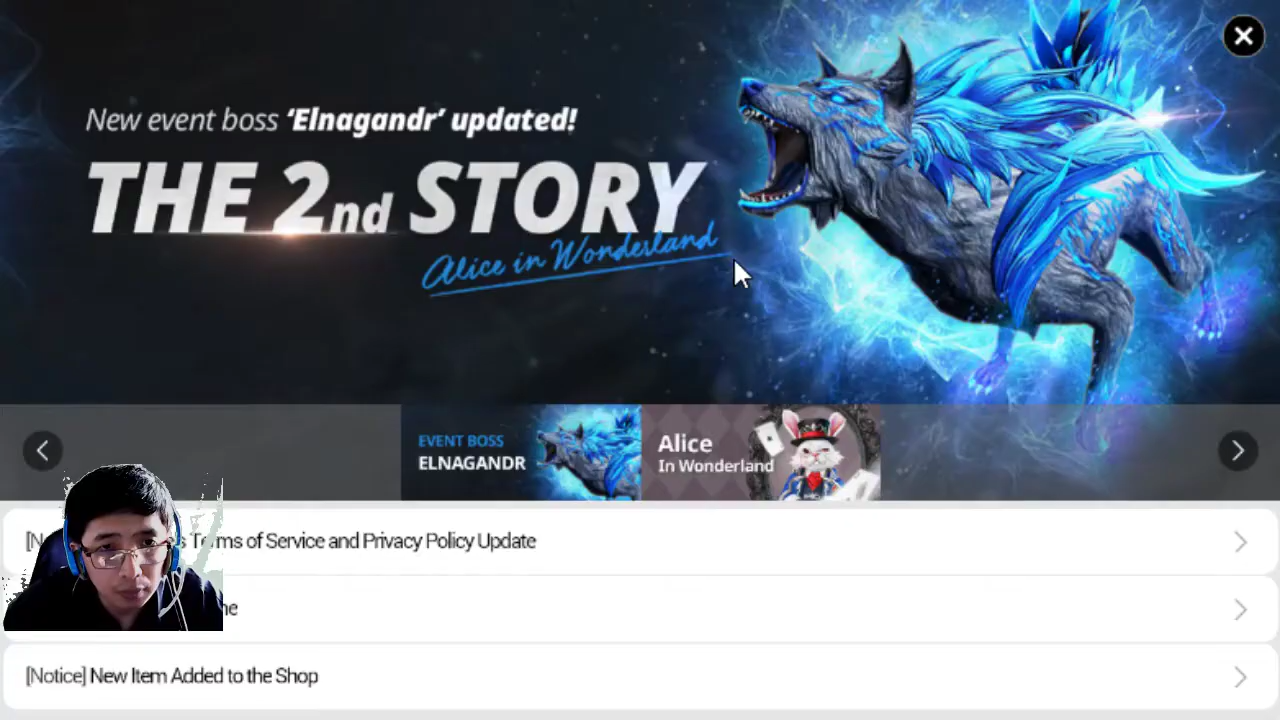 New event boss ‘Elnagandr’ updated!
THE 2nd STORY
Alice in Wonderland
EVENT BOSS
ELNAGANDR
Alice
In Wonderland
Terms of Service and Privacy Policy Update
[Notice] New Item Added to the Shop